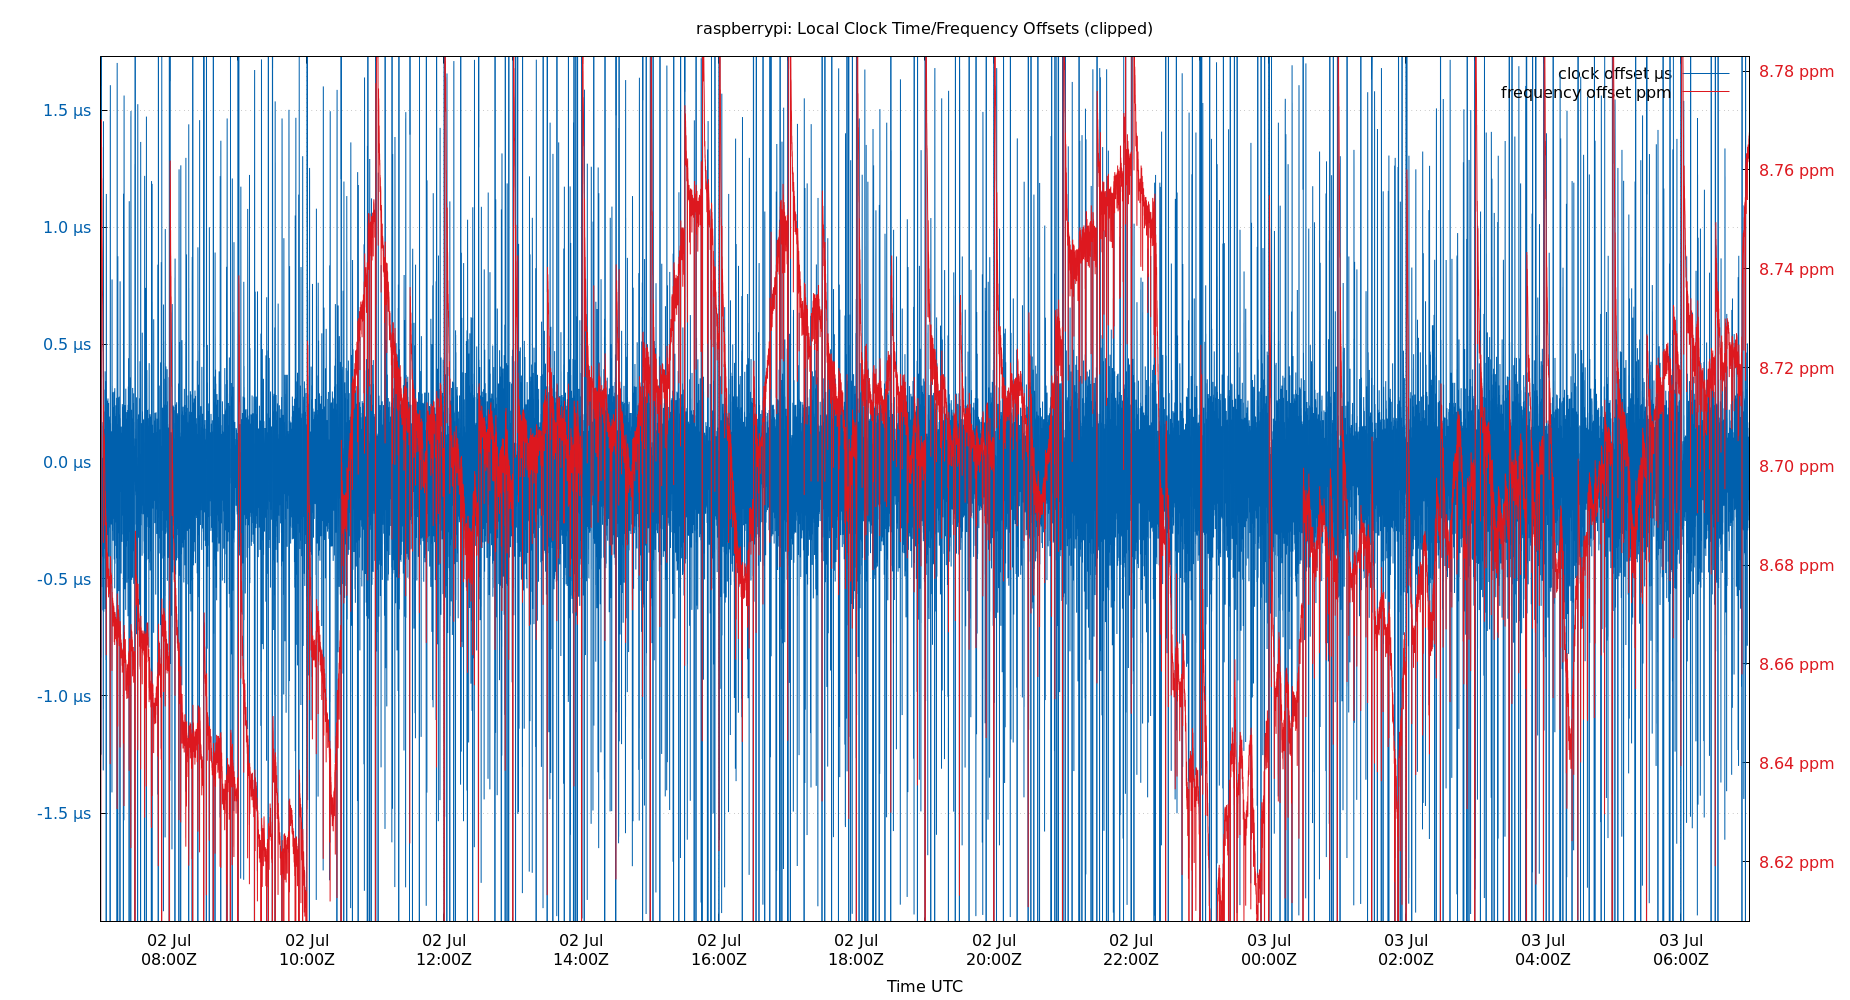 raspberrypi: Local Clock Time/Frequency Offsets (clipped)
clock offset µs
frequency offset ppm
1.5 µs
1.0 µs
0.5 µs
0.0 µs
-0.5 µs
-1.0 µs
-1.5 µs
8.78 ppm
8.76 ppm
8.74 ppm
8.72 ppm
8.70 ppm
8.68 ppm
8.66 ppm
8.64 ppm
8.62 ppm
02 Jul 02 Jul 02 Jul 02 Jul 02 Jul 02 Jul 02 Jul 02 Jul 03 Jul 03 Jul 03 Jul 03 Jul
08:00Z 10:00Z 12:00Z 14:00Z 16:00Z 18:00Z 20:00Z 22:00Z 00:00Z 02:00Z 04:00Z 06:00Z
Time UTC